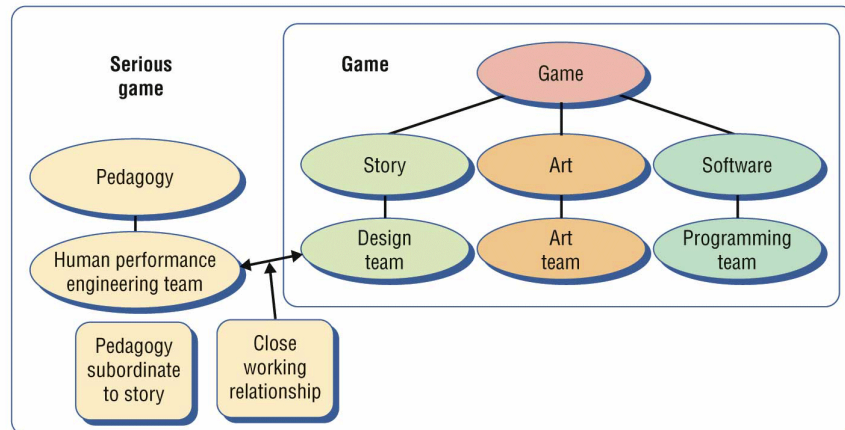 Serious
game
Game
Game
Story
Art
Software
Pedagogy
Human performance
engineering team
Design
team
Art
team
Programming
team
Pedagogy
subordinate
to story
Close
working
relationship